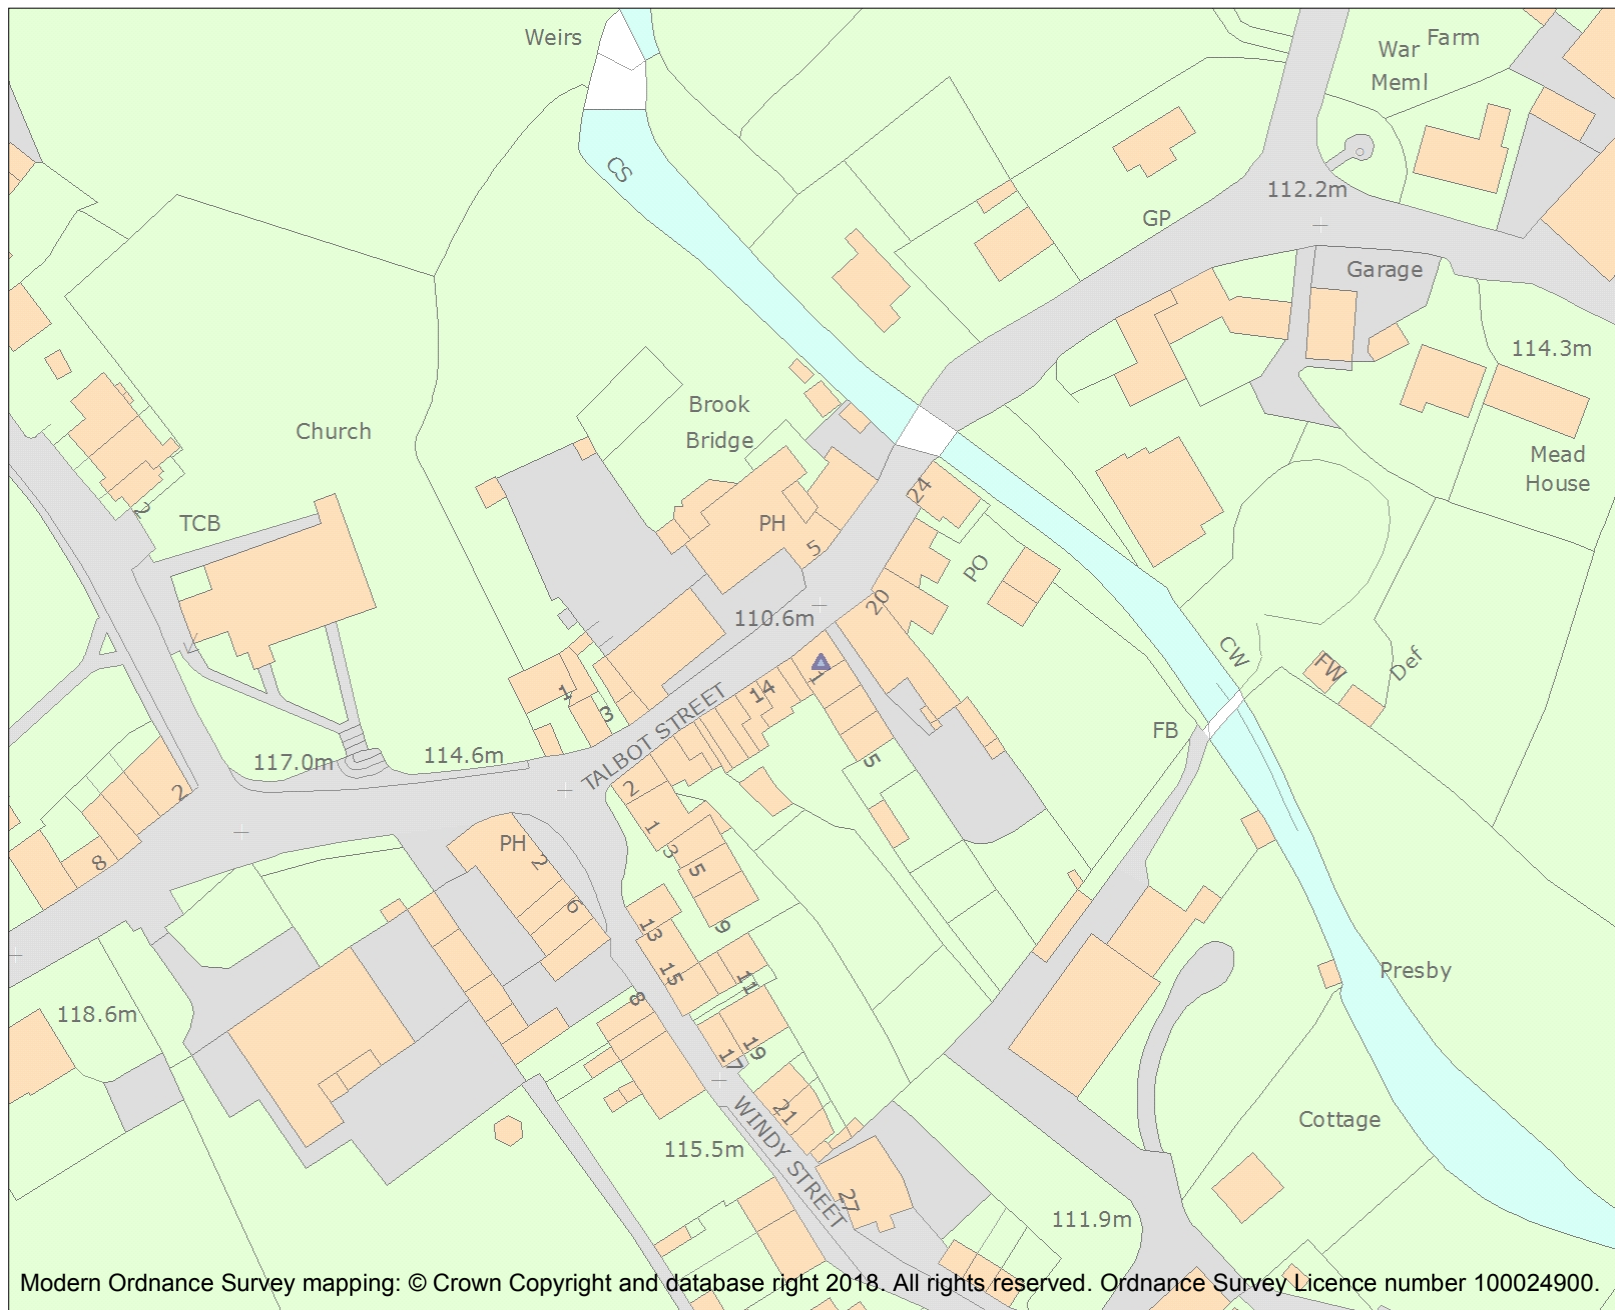 Weirs
War Farm
Meml
CS
112.2m
GP
Garage
114.3m
Brook
Bridge
Church
Mead
House
24
2
TCB
PH
5
PO
20
110.6m
CW
FW
Def
1
14
1
3
TALBOT STREET
FB
117.0m
114.6m
5
2
2
1
PH
2
3
8
5
6
13
9
15
11
Presby
8
118.6m
17
19
21
WINDY STREET
115.5m
Cottage
27
111.9m
Modern Ordnance Survey mapping: © Crown Copyright and database right 2018. All rights reserved. Ordnance Survey Licence number 100024900.